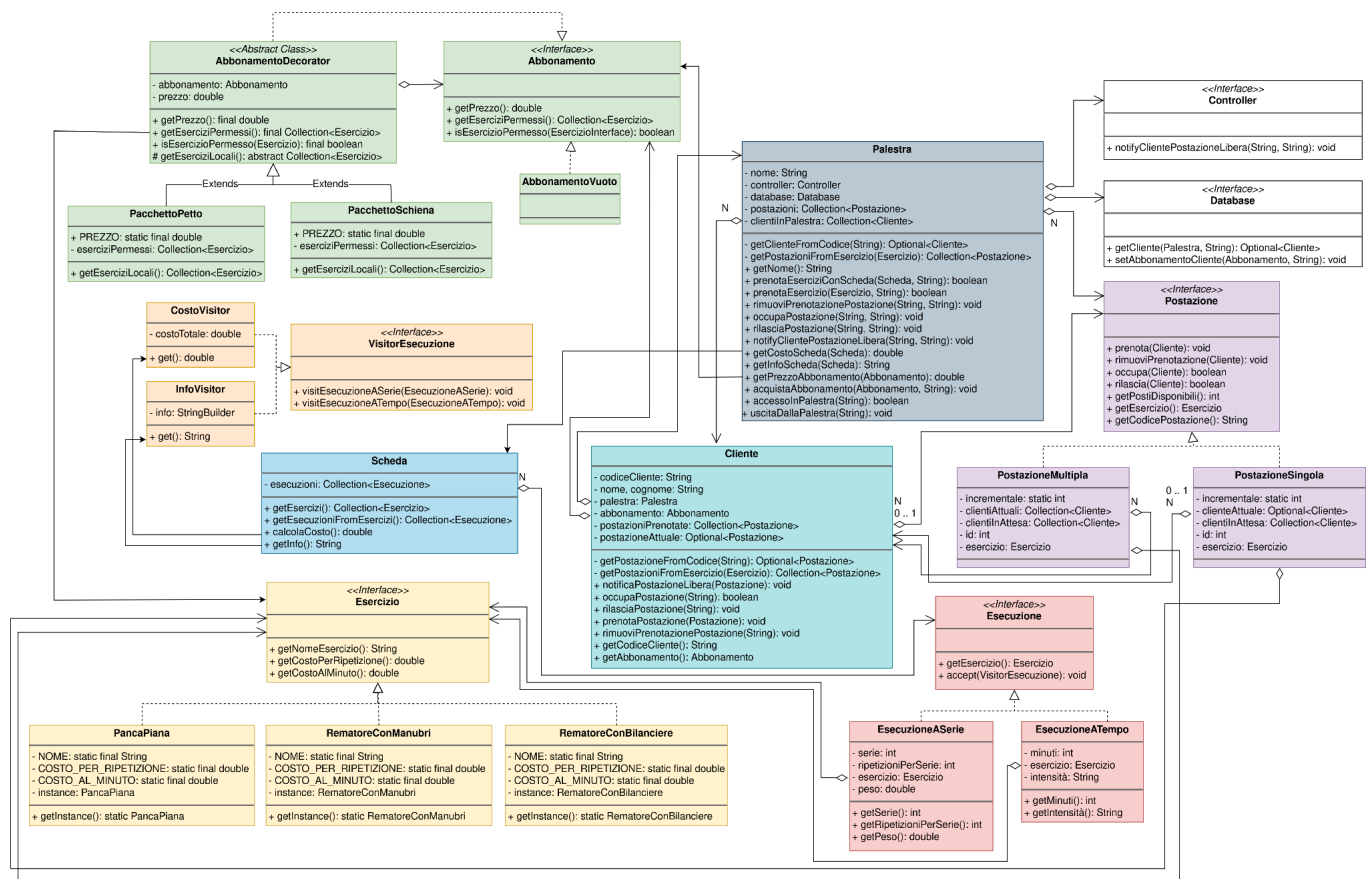 <<Abstract Class>>
AbbonamentoDecorator
- abbonamento: Abbonamento
- prezzo: double
+ getPrezzo(): final double
+ getEserciziPermessi(): final Collection<Esercizio>
+ isEsercizioPermesso(Esercizio): final boolean
# getEserciziLocali(): abstract Collection<Esercizio>
<<Interface>>
Abbonamento
+ getPrezzo(): double
+ getEserciziPermessi(): Collection<Esercizio>
+ isEsercizioPermesso(EsercizioInterface): boolean
AbbonamentoVuoto
Extends
Extends
PacchettoPetto
+ PREZZO: static final double
- eserciziPermessi: Collection<Esercizio>
+ getEserciziLocali(): Collection<Esercizio>
PacchettoSchiena
+ PREZZO: static final double
- eserciziPermessi: Collection<Esercizio>
+ getEserciziLocali(): Collection<Esercizio>
Palestra
- nome: String
- controller: Controller
- database: Database
- postazioni: Collection<Postazione>
- clientiInPalestra: Collection<Cliente>
- getClienteFromCodice(String): Optional<Cliente>
- getPostazioniFromEsercizio(Esercizio): Collection<Postazione>
+ getNome(): String
+ prenotaEserciziConScheda(Scheda, String): boolean
+ prenotaEsercizio(Esercizio, String): boolean
+ rimuoviPrenotazionePostazione(String, String): void
+ occupaPostazione(String, String): void
+ rilasciaPostazione(String, String): void
+ notifyClientePostazioneLibera(String, String): void
+ getCostoScheda(Scheda): double
+ getInfoScheda(Scheda): String
+ getPrezzoAbbonamento(Abbonamento): double
+ acquistaAbbonamento(Abbonamento, String): void
+ accessoInPalestra(String): boolean
+ uscitaDallaPalestra(String): void
N
N
<<Interface>>
Controller
+ notifyClientePostazioneLibera(String, String): void
<<Interface>>
Database
+ getCliente(Palestra, String): Optional<Cliente>
+ setAbbonamentoCliente(Abbonamento, String): void
<<Interface>>
Postazione
+ prenota(Cliente): void
+ rimuoviPrenotazione(Cliente): void
+ occupa(Cliente): boolean
+ rilascia(Cliente): boolean
+ getPostiDisponibili(): int
+ getEsercizio(): Esercizio
+ getCodicePostazione(): String
CostoVisitor
- costoTotale: double
+ get(): double
InfoVisitor
- info: StringBuilder
+ get(): String
<<Interface>>
VisitorEsecuzione
+ visitEsecuzioneASerie(EsecuzioneASerie): void
+ visitEsecuzioneATempo(EsecuzioneATempo): void
Scheda
- esecuzioni: Collection<Esecuzione>
+ getEsercizi(): Collection<Esercizio>
+ getEsecuzioniFromEsercizi(): Collection<Esecuzione>
+ calcolaCosto(): double
+ getInfo(): String
N
Cliente
- codiceCliente: String
- nome, cognome: String
- palestra: Palestra
- abbonamento: Abbonamento
- postazioniPrenotate: Collection<Postazione>
- postazioneAttuale: Optional<Postazione>
- getPostazioneFromCodice(String): Optional<Postazione>
- getPostazioniFromEsercizio(Esercizio): Collection<Postazione>
+ notificaPostazioneLibera(Postazione): void
+ occupaPostazione(String): boolean
+ rilasciaPostazione(String): void
+ prenotaPostazione(Postazione): void
+ rimuoviPrenotazionePostazione(String): void
+ getCodiceCliente(): String
+ getAbbonamento(): Abbonamento
N
0 .. 1
PostazioneMultipla
- incrementale: static int
- clientiAttuali: Collection<Cliente>
- clientiInAttesa: Collection<Cliente>
- id: int
- esercizio: Esercizio
N
0 .. 1
N
PostazioneSingola
- incrementale: static int
- clienteAttuale: Optional<Cliente>
- clientiInAttesa: Collection<Cliente>
- id: int
- esercizio: Esercizio
<<Interface>>
Esercizio
+ getNomeEsercizio(): String
+ getCostoPerRipetizione(): double
+ getCostoAlMinuto(): double
<<Interface>>
Esecuzione
+ getEsercizio(): Esercizio
+ accept(VisitorEsecuzione): void
PancaPiana
- NOME: static final String
- COSTO_PER_RIPETIZIONE: static final double
- COSTO_AL_MINUTO: static final double
- instance: PancaPiana
+ getInstance(): static PancaPiana
RematoreConManubri
- NOME: static final String
- COSTO_PER_RIPETIZIONE: static final double
- COSTO_AL_MINUTO: static final double
- instance: RematoreConManubri
+ getInstance(): static RematoreConManubri
RematoreConBilanciere
- NOME: static final String
- COSTO_PER_RIPETIZIONE: static final double
- COSTO_AL_MINUTO: static final double
- instance: RematoreConBilanciere
+ getInstance(): static RematoreConBilanciere
EsecuzioneASerie
- serie: int
- ripetizioniPerSerie: int
- esercizio: Esercizio
- peso: double
+ getSerie(): int
+ getRipetizioniPerSerie(): int
+ getPeso(): double
EsecuzioneATempo
- minuti: int
- esercizio: Esercizio
- intensità: String
+ getMinuti(): int
+ getIntensità(): String